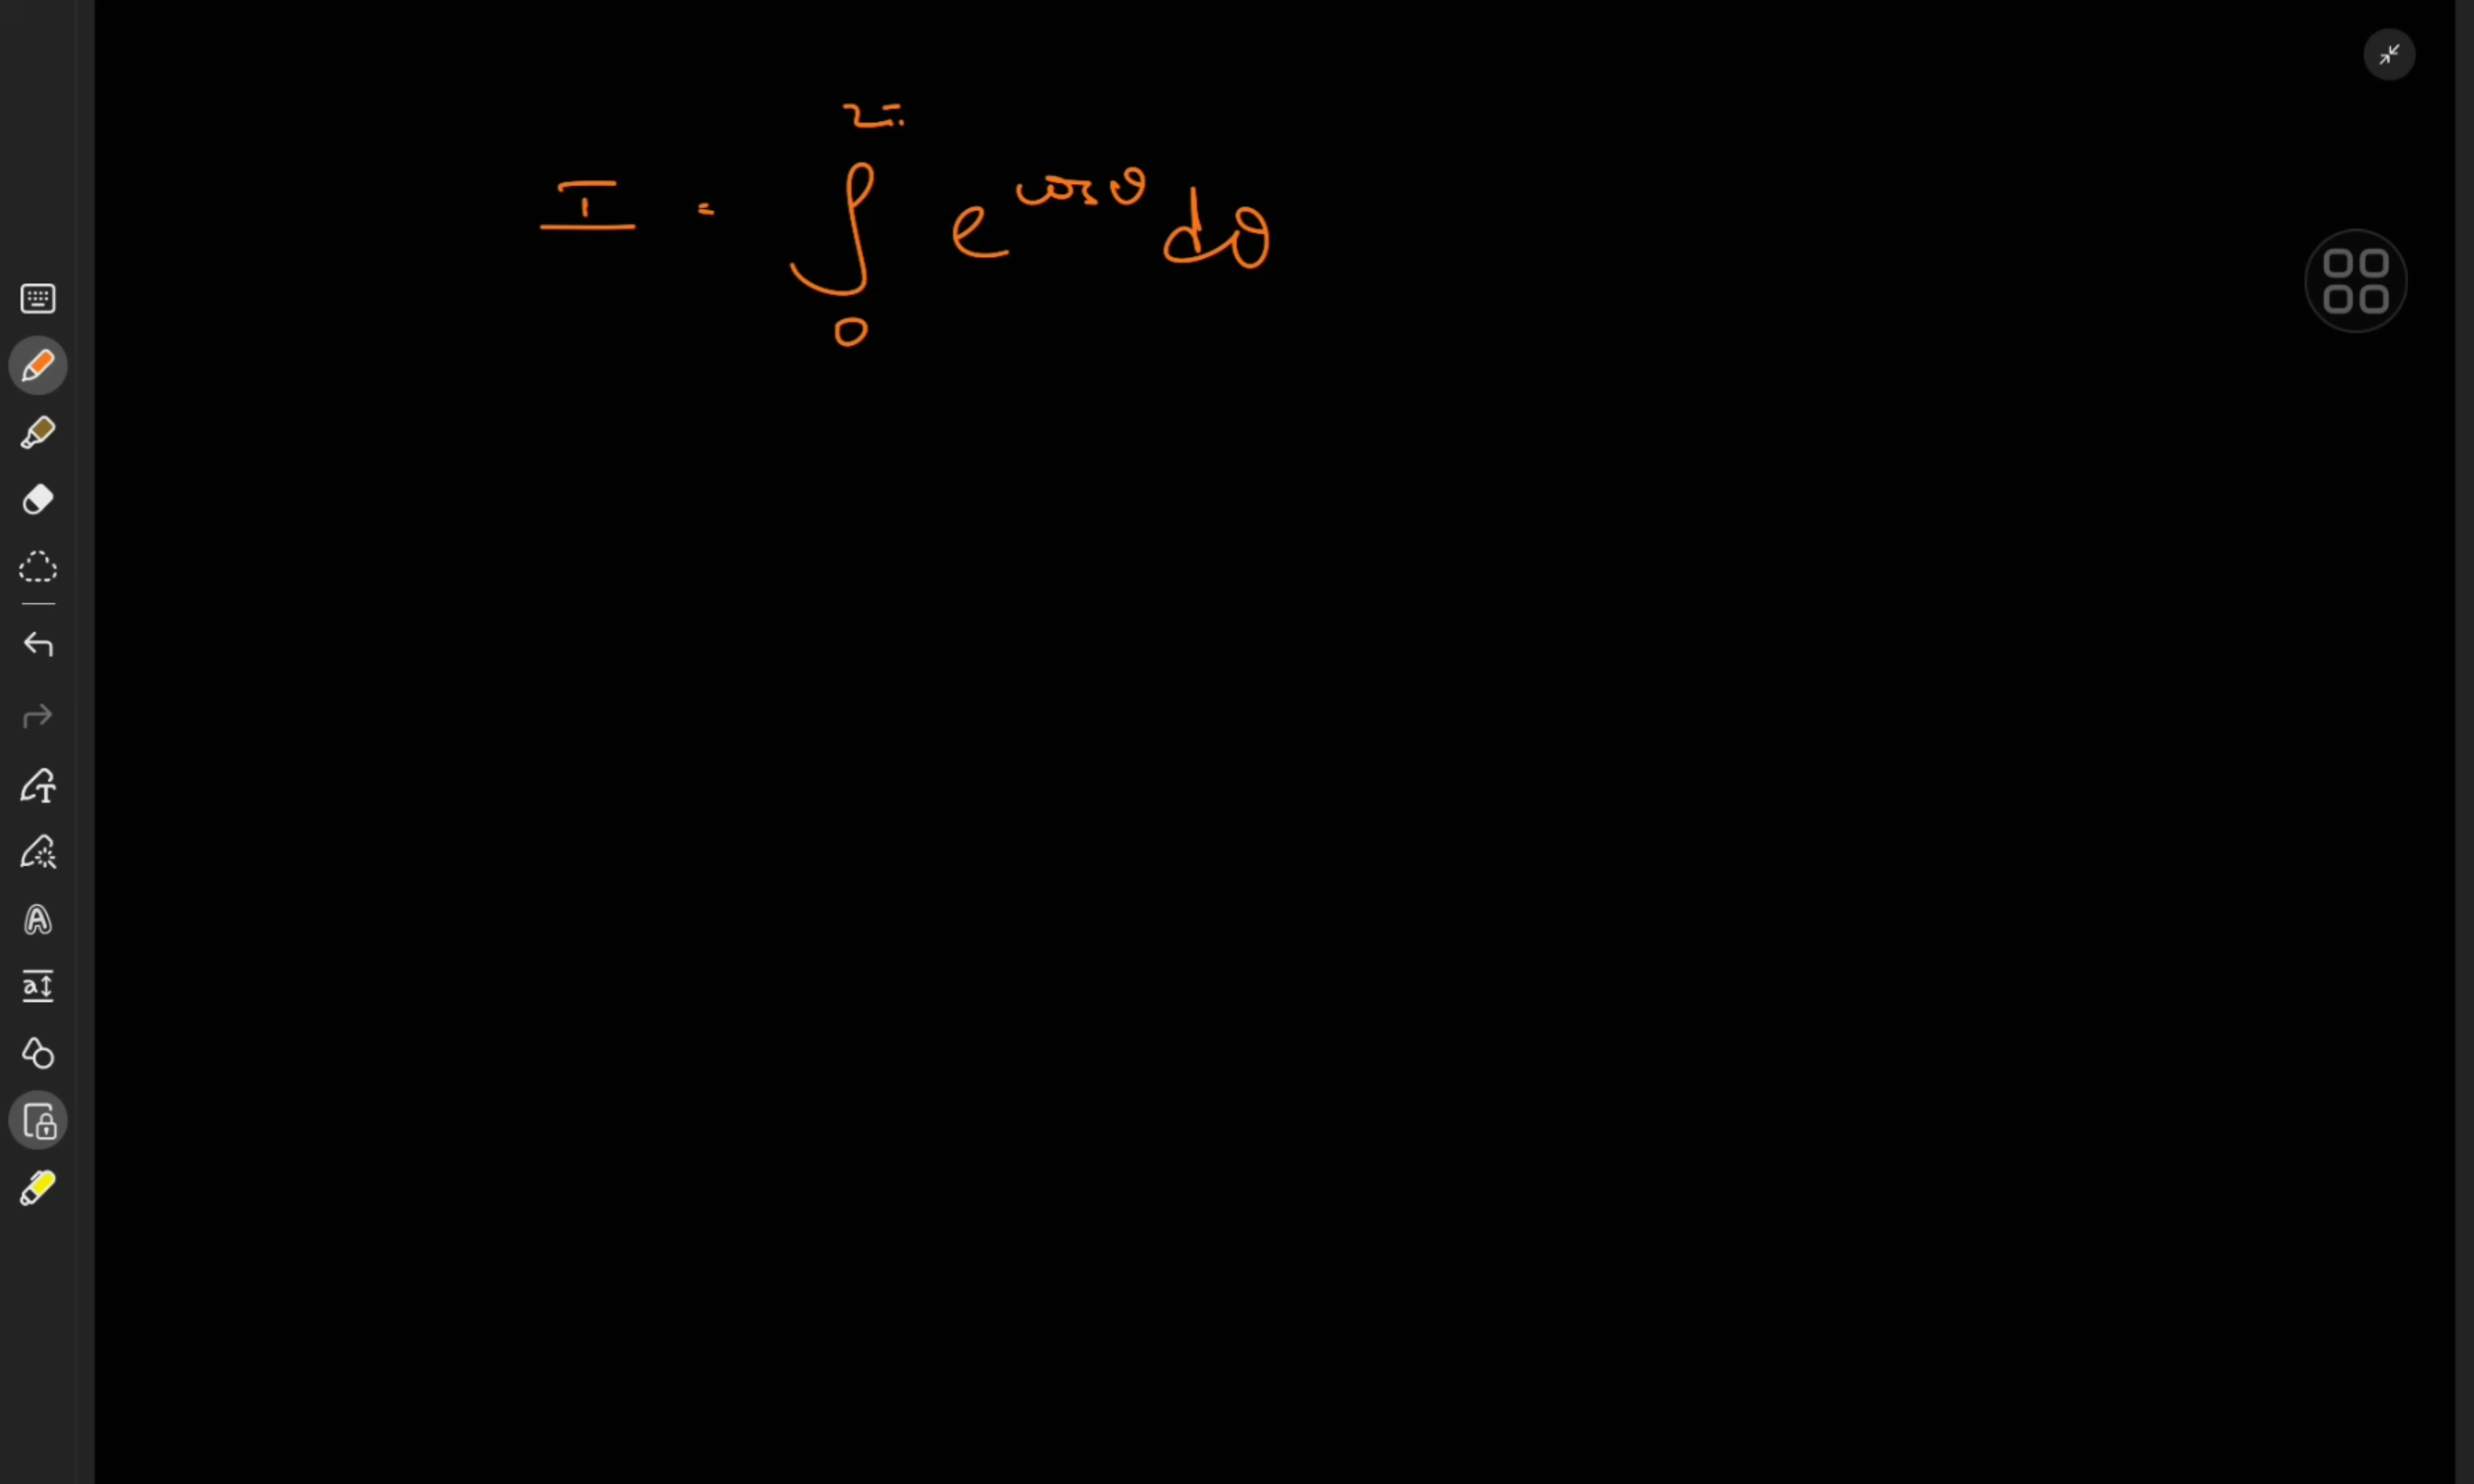 I = ∫₀^{2π} e^{cos θ} dθ